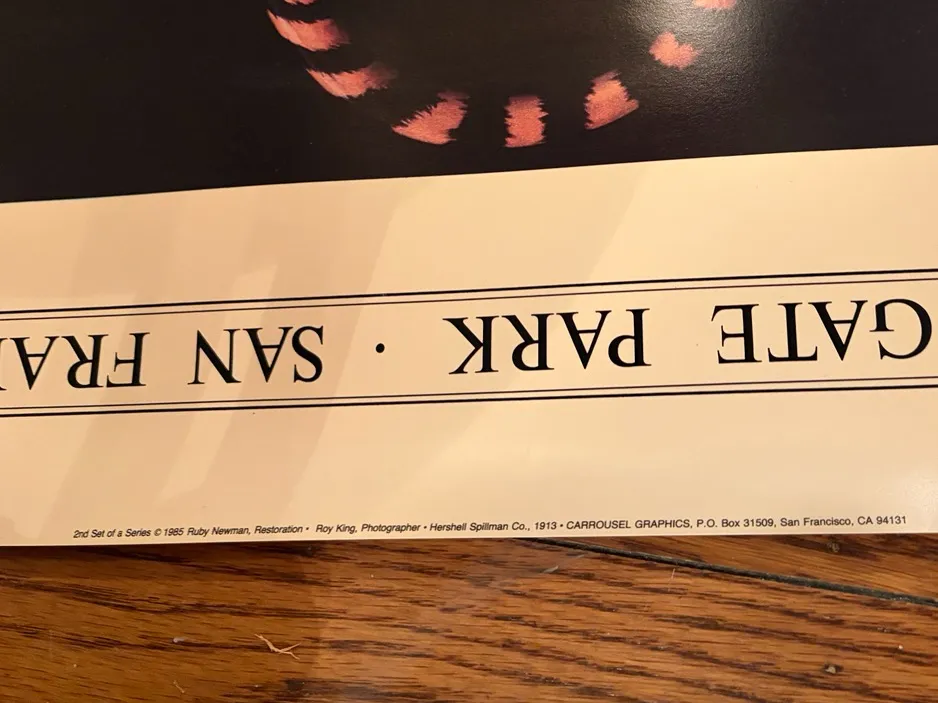 GATE PARK • SAN FRA
2nd Set of a Series © 1985 Ruby Newman, Restoration • Roy King, Photographer • Hershell Spillman Co., 1913 • CARROUSEL GRAPHICS, P.O. Box 31509, San Francisco, CA 94131